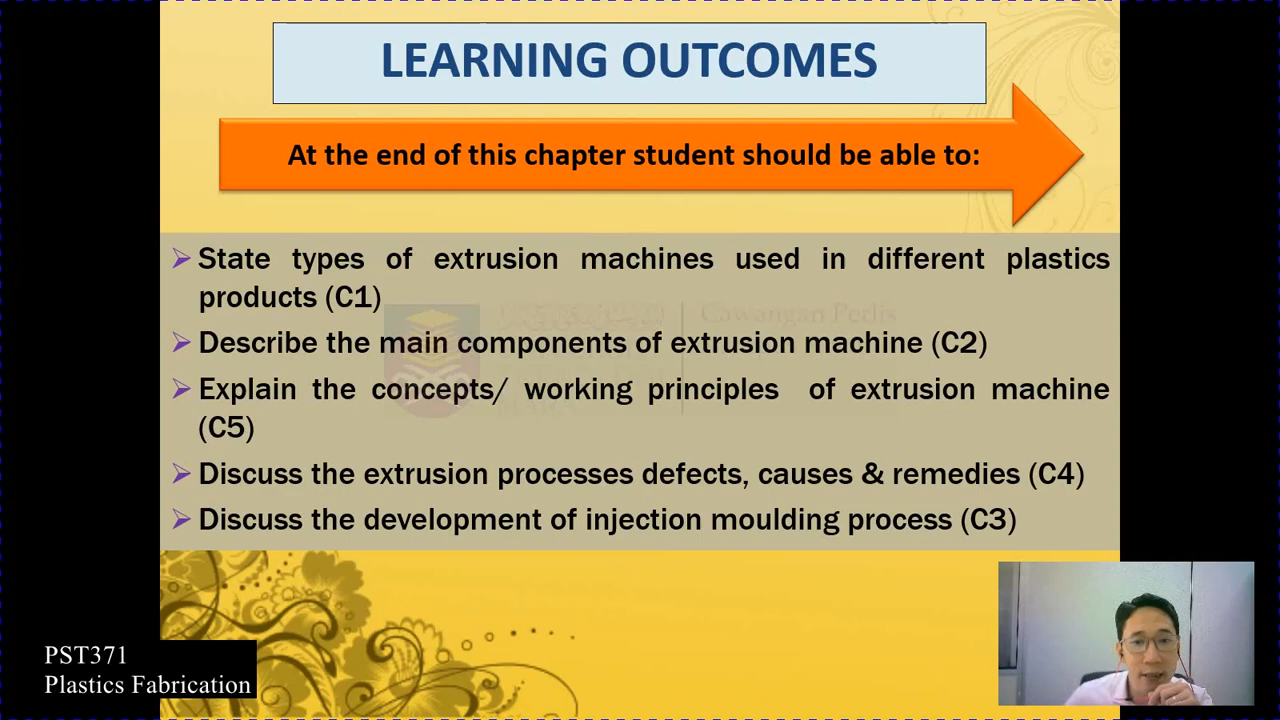 LEARNING OUTCOMES
At the end of this chapter student should be able to:
State types of extrusion machines used in different plastics
products (C1)
Cawangan Perlis
Describe the main components of extrusion machine (C2)
Explain the concepts/ working principles of extrusion machine
(C5)
Discuss the extrusion processes defects, causes & remedies (C4)
Discuss the development of injection moulding process (C3)
PST371
Plastics Fabrication